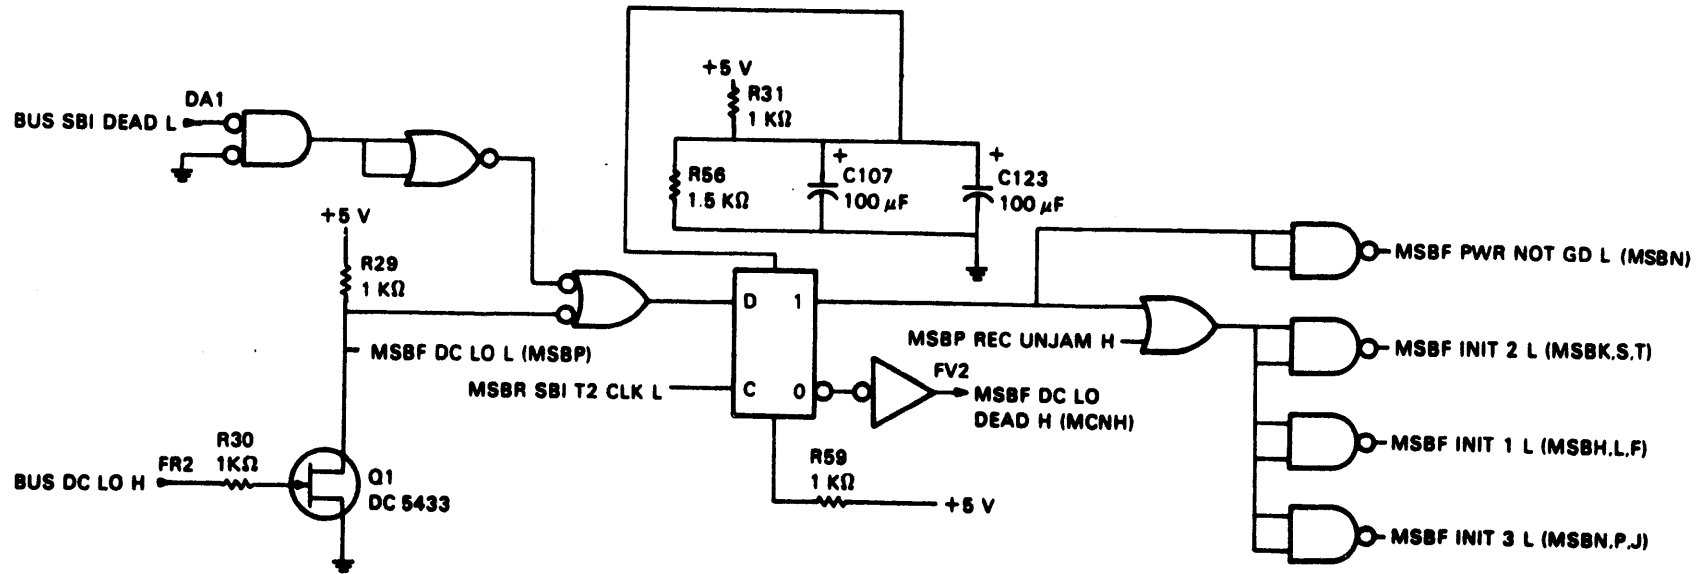 +5 V
R31
1 KΩ
DA1
BUS SBI DEAD L
R56
1.5 KΩ
+
C107
100 μF
+
C123
100 μF
+5 V
R29
1 KΩ
MSBF PWR NOT GD L (MSBN)
D 1
MSBP REC UNJAM H
MSBF DC LO L (MSBP)
MSBF INIT 2 L (MSBK,S,T)
MSBR SBI T2 CLK L
C 0
FV2
MSBF DC LO
DEAD H (MCNH)
R30
1KΩ
FR2
BUS DC LO H
Q1
DC 5433
R59
1 KΩ
+5 V
MSBF INIT 1 L (MSBH,L,F)
MSBF INIT 3 L (MSBN,P,J)